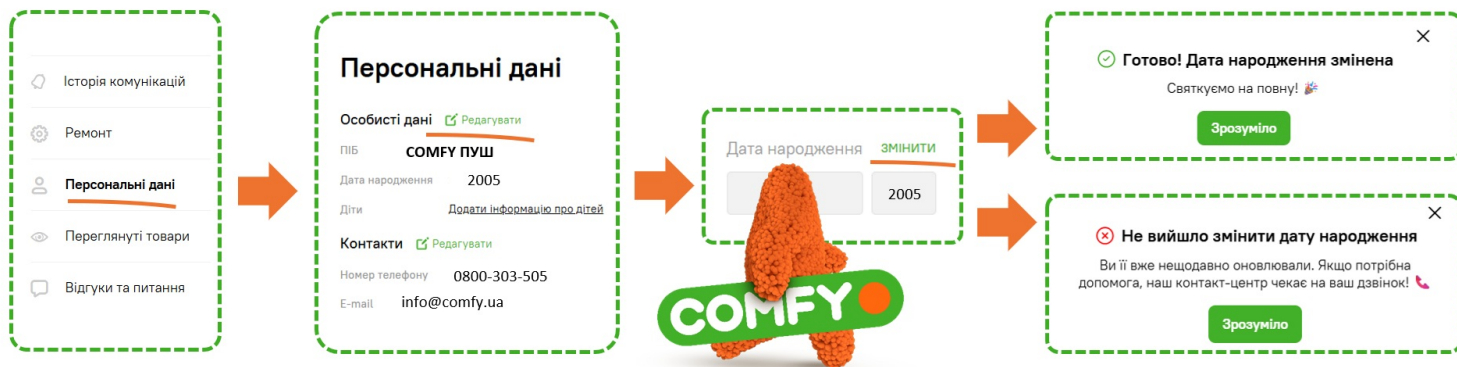 Історія комунікацій
Ремонт
Персональні дані
Переглянуті товари
Відгуки та питання
Персональні дані
Особисті дані Редагувати
ПІБ COMFY ПУШ
Дата народження 2005
Діти Додати інформацію про дітей
Контакти Редагувати
Номер телефону 0800-303-505
E-mail info@comfy.ua
Дата народження ЗМІНИТИ
2005
COMFY
Готово! Дата народження змінена
Святкуємо на повну!
Зрозуміло
Не вийшло змінити дату народження
Ви її вже нещодавно оновлювали. Якщо потрібна
допомога, наш контакт-центр чекає на ваш дзвінок!
Зрозуміло